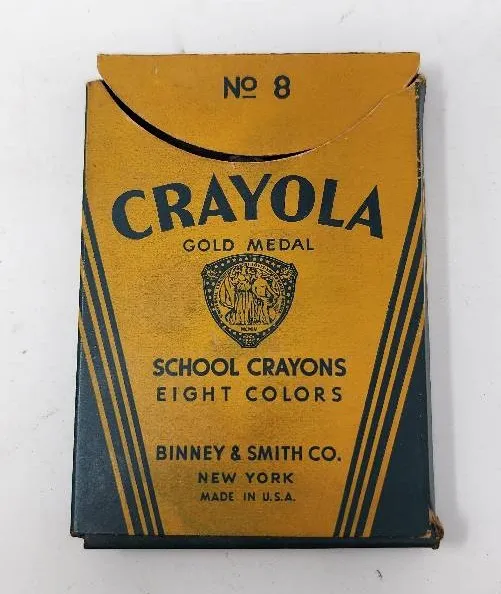 Nº 8
CRAYOLA
GOLD MEDAL
SCHOOL CRAYONS
EIGHT COLORS
BINNEY & SMITH CO.
NEW YORK
MADE IN U.S.A.